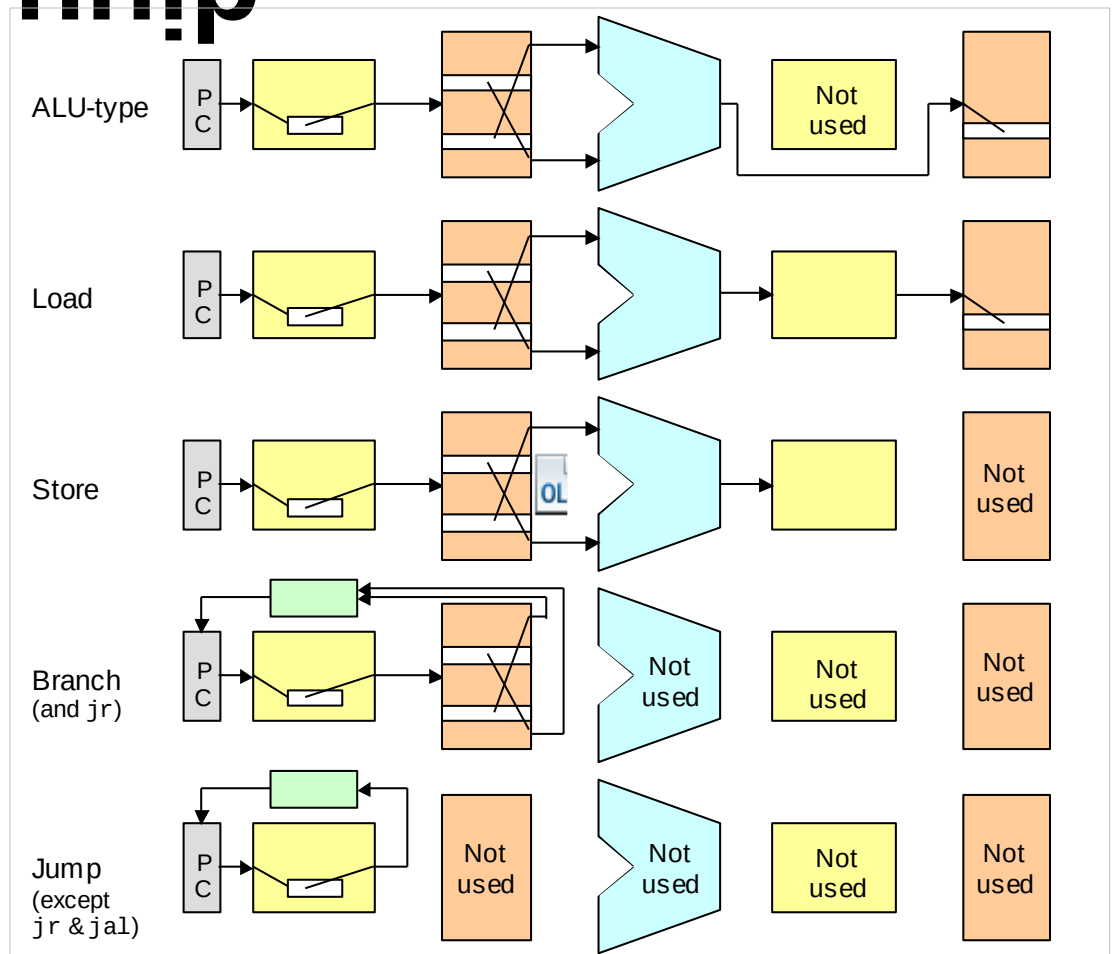 ALU-type
P
C
Not
used
Load
P
C
Store
P
C
OL
Not
used
Branch
(and jr)
P
C
Not
used
Not
used
Not
used
Jump
(except
jr & jal)
P
C
Not
used
Not
used
Not
used
Not
used